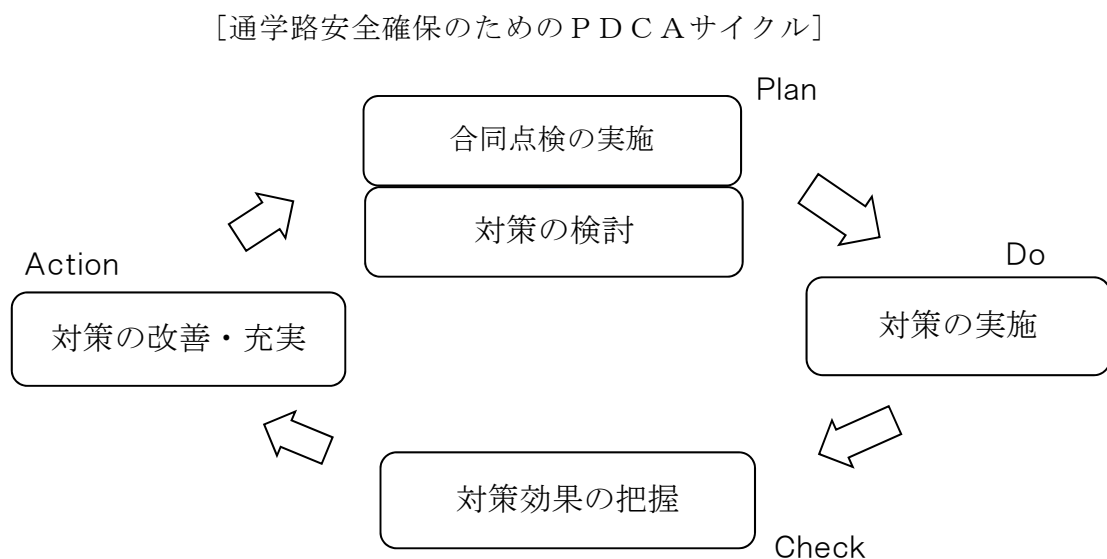 ［通学路安全確保のためのＰＤＣＡサイクル］
Plan
合同点検の実施
対策の検討
Do
対策の実施
Check
対策効果の把握
Action
対策の改善・充実